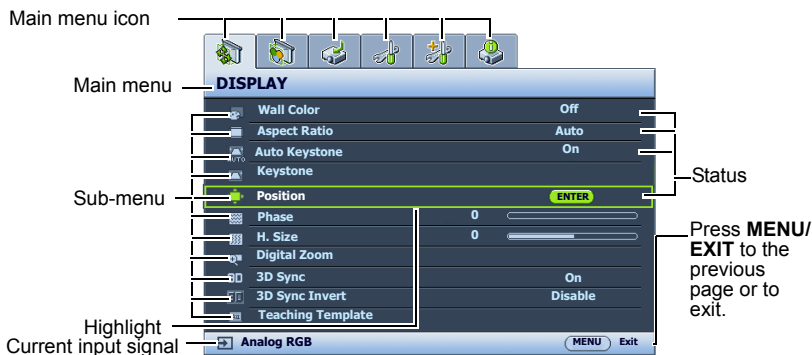 Main menu icon
Main menu
DISPLAY
Wall Color Off
Aspect Ratio Auto
AUTO
Auto Keystone On
Keystone
Status
Sub-menu
Position ENTER
Phase 0
H. Size 0
Digital Zoom
3D 3D Sync On
3D Sync Invert Disable
Teaching Template
Press MENU/
EXIT to the
previous
page or to
exit.
Highlight
Current input signal
Analog RGB MENU Exit